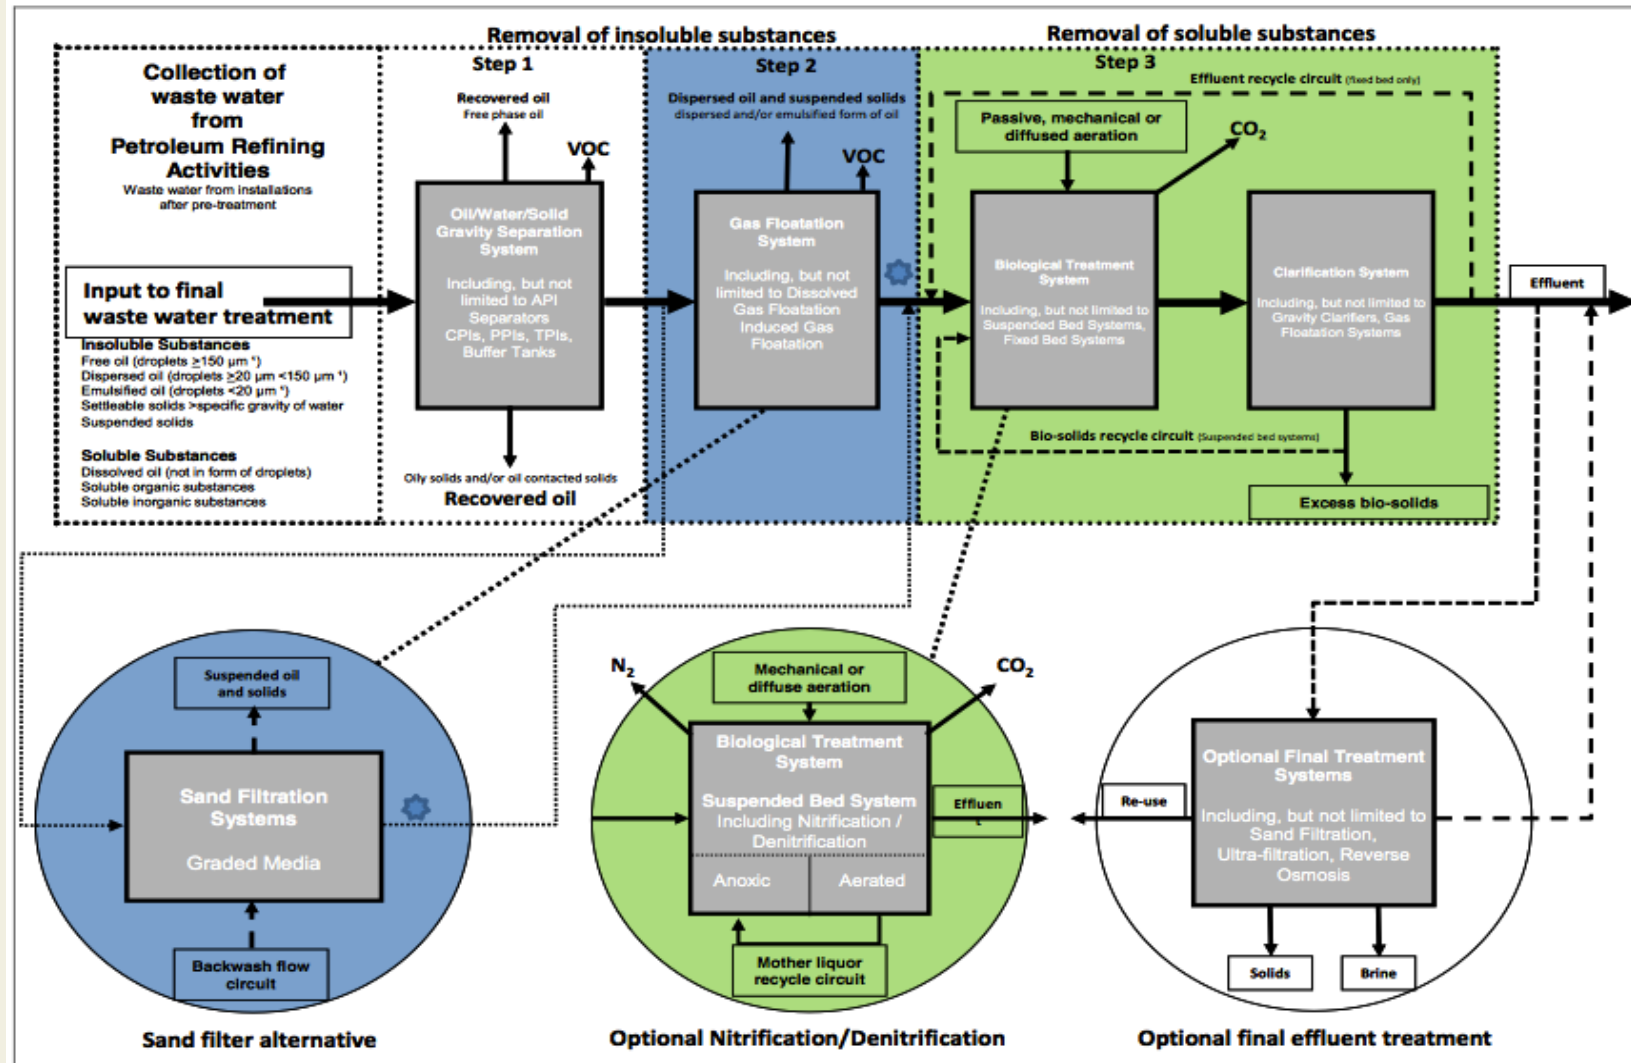 Removal of insoluble substances
Removal of soluble substances
Collection of
waste water
from
Petroleum Refining
Activities
Waste water from installations
after pre-treatment
Input to final
waste water treatment
Insoluble Substances
Free oil (droplets ≥150 µm *)
Dispersed oil (droplets ≥20 µm <150 µm *)
Emulsified oil (droplets <20 µm *)
Settleable solids >specific gravity of water
Suspended solids
Soluble Substances
Dissolved oil (not in form of droplets)
Soluble organic substances
Soluble inorganic substances
Step 1
Recovered oil
Free phase oil
VOC
Oil/Water/Solid
Gravity Separation
System
Including, but not
limited to API
Separators
CPIs, PPIs, TPIs,
Buffer Tanks
Oily solids and/or oil contacted solids
Recovered oil
Step 2
Dispersed oil and suspended solids
dispersed and/or emulsified form of oil
VOC
Gas Floatation
System
Including, but not
limited to Dissolved
Gas Floatation
Induced Gas
Floatation
Step 3
Effluent recycle circuit (fixed bed only)
Passive, mechanical or
diffused aeration
CO2
Biological Treatment
System
Including, but not limited to
Suspended Bed Systems,
Fixed Bed Systems
Clarification System
Including, but not limited to
Gravity Clarifiers, Gas
Floatation Systems
Effluent
Bio-solids recycle circuit (Suspended bed systems)
Excess bio-solids
Suspended oil
and solids
Sand Filtration
Systems
Graded Media
Backwash flow
circuit
Sand filter alternative
N2
Mechanical or
diffuse aeration
CO2
Biological Treatment
System
Suspended Bed System
Including Nitrification /
Denitrification
Anoxic
Aerated
Effluen
t
Mother liquor
recycle circuit
Optional Nitrification/Denitrification
Optional Final Treatment
Systems
Including, but not limited to
Sand Filtration,
Ultra-filtration, Reverse
Osmosis
Re-use
Solids
Brine
Optional final effluent treatment